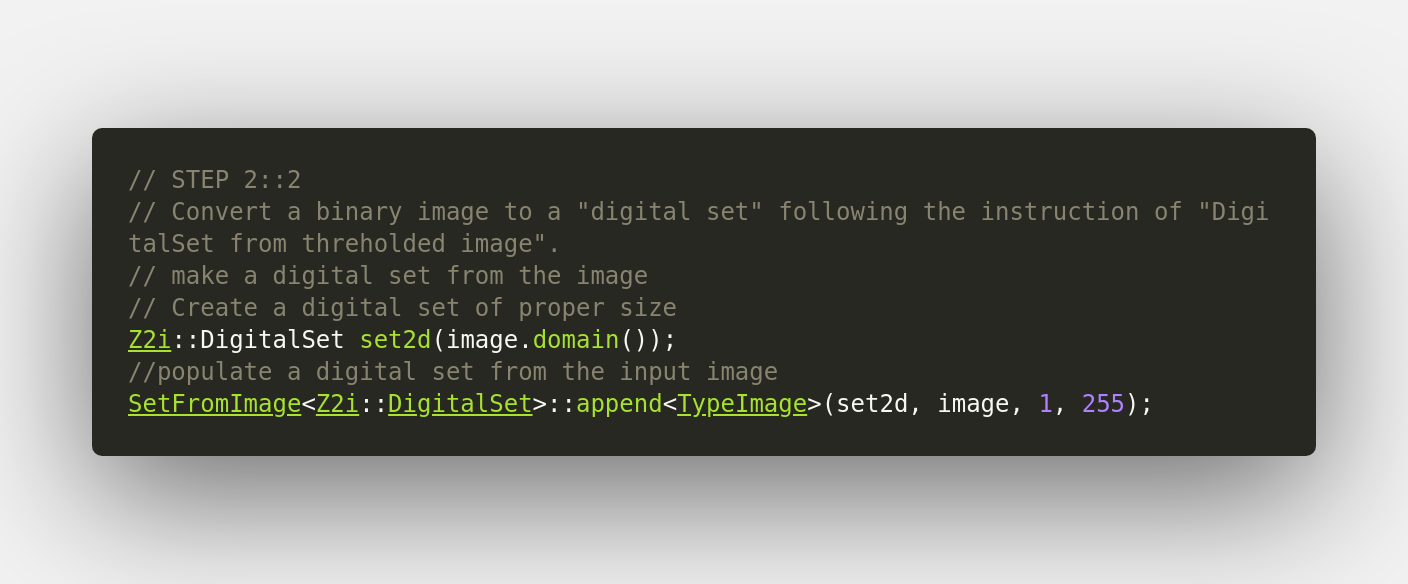 // STEP 2::2
// Convert a binary image to a "digital set" following the instruction of "Digi
talSet from threholded image".
// make a digital set from the image
// Create a digital set of proper size
Z2i::DigitalSet set2d(image.domain());
//populate a digital set from the input image
SetFromImage<Z2i::DigitalSet>::append<TypeImage>(set2d, image, 1, 255);